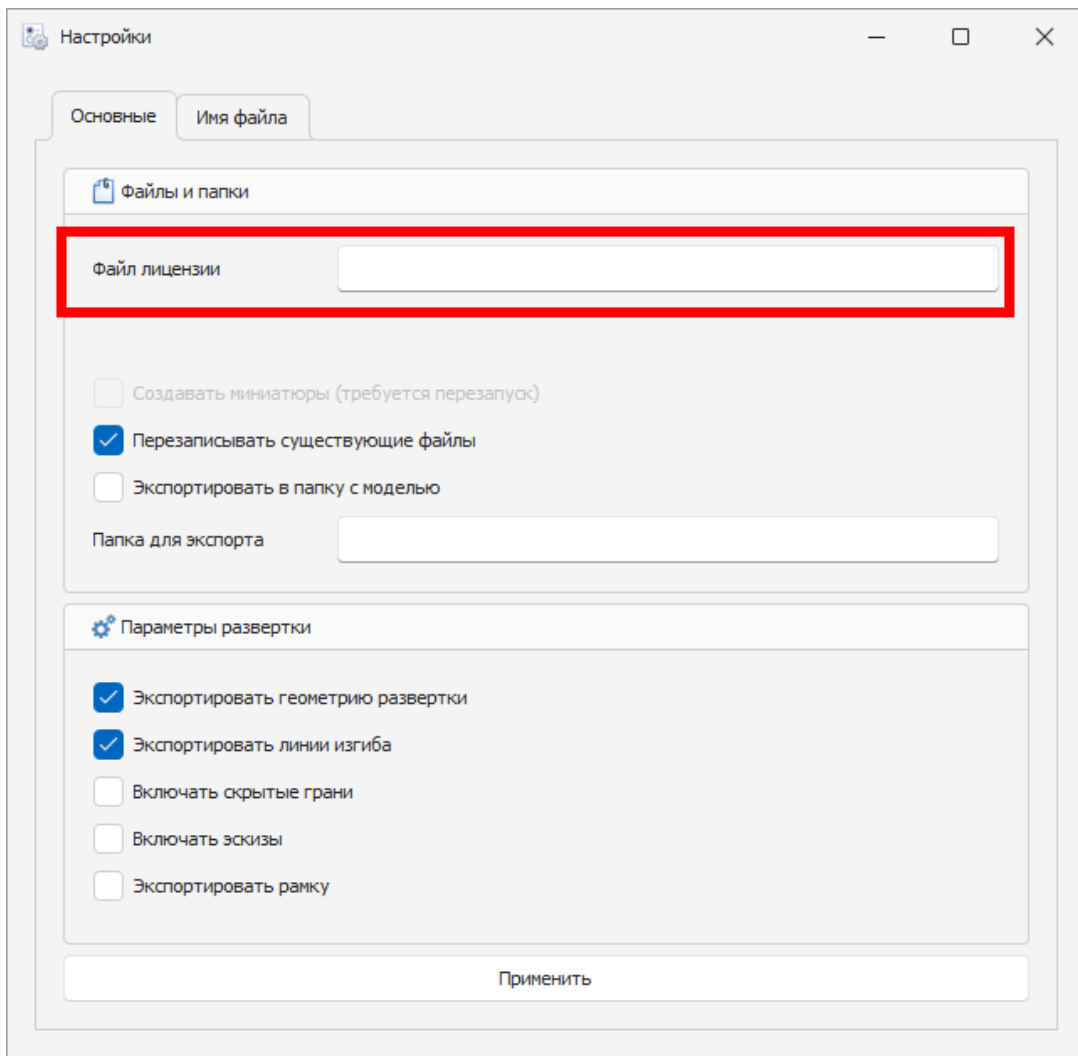 Настройки
Основные
Имя файла
Файлы и папки
Файл лицензии
Создавать миниатюры (требуется перезапуск)
Перезаписывать существующие файлы
Экспортировать в папку с моделью
Папка для экспорта
Параметры развертки
Экспортировать геометрию развертки
Экспортировать линии изгиба
Включать скрытые грани
Включать эскизы
Экспортировать рамку
Применить